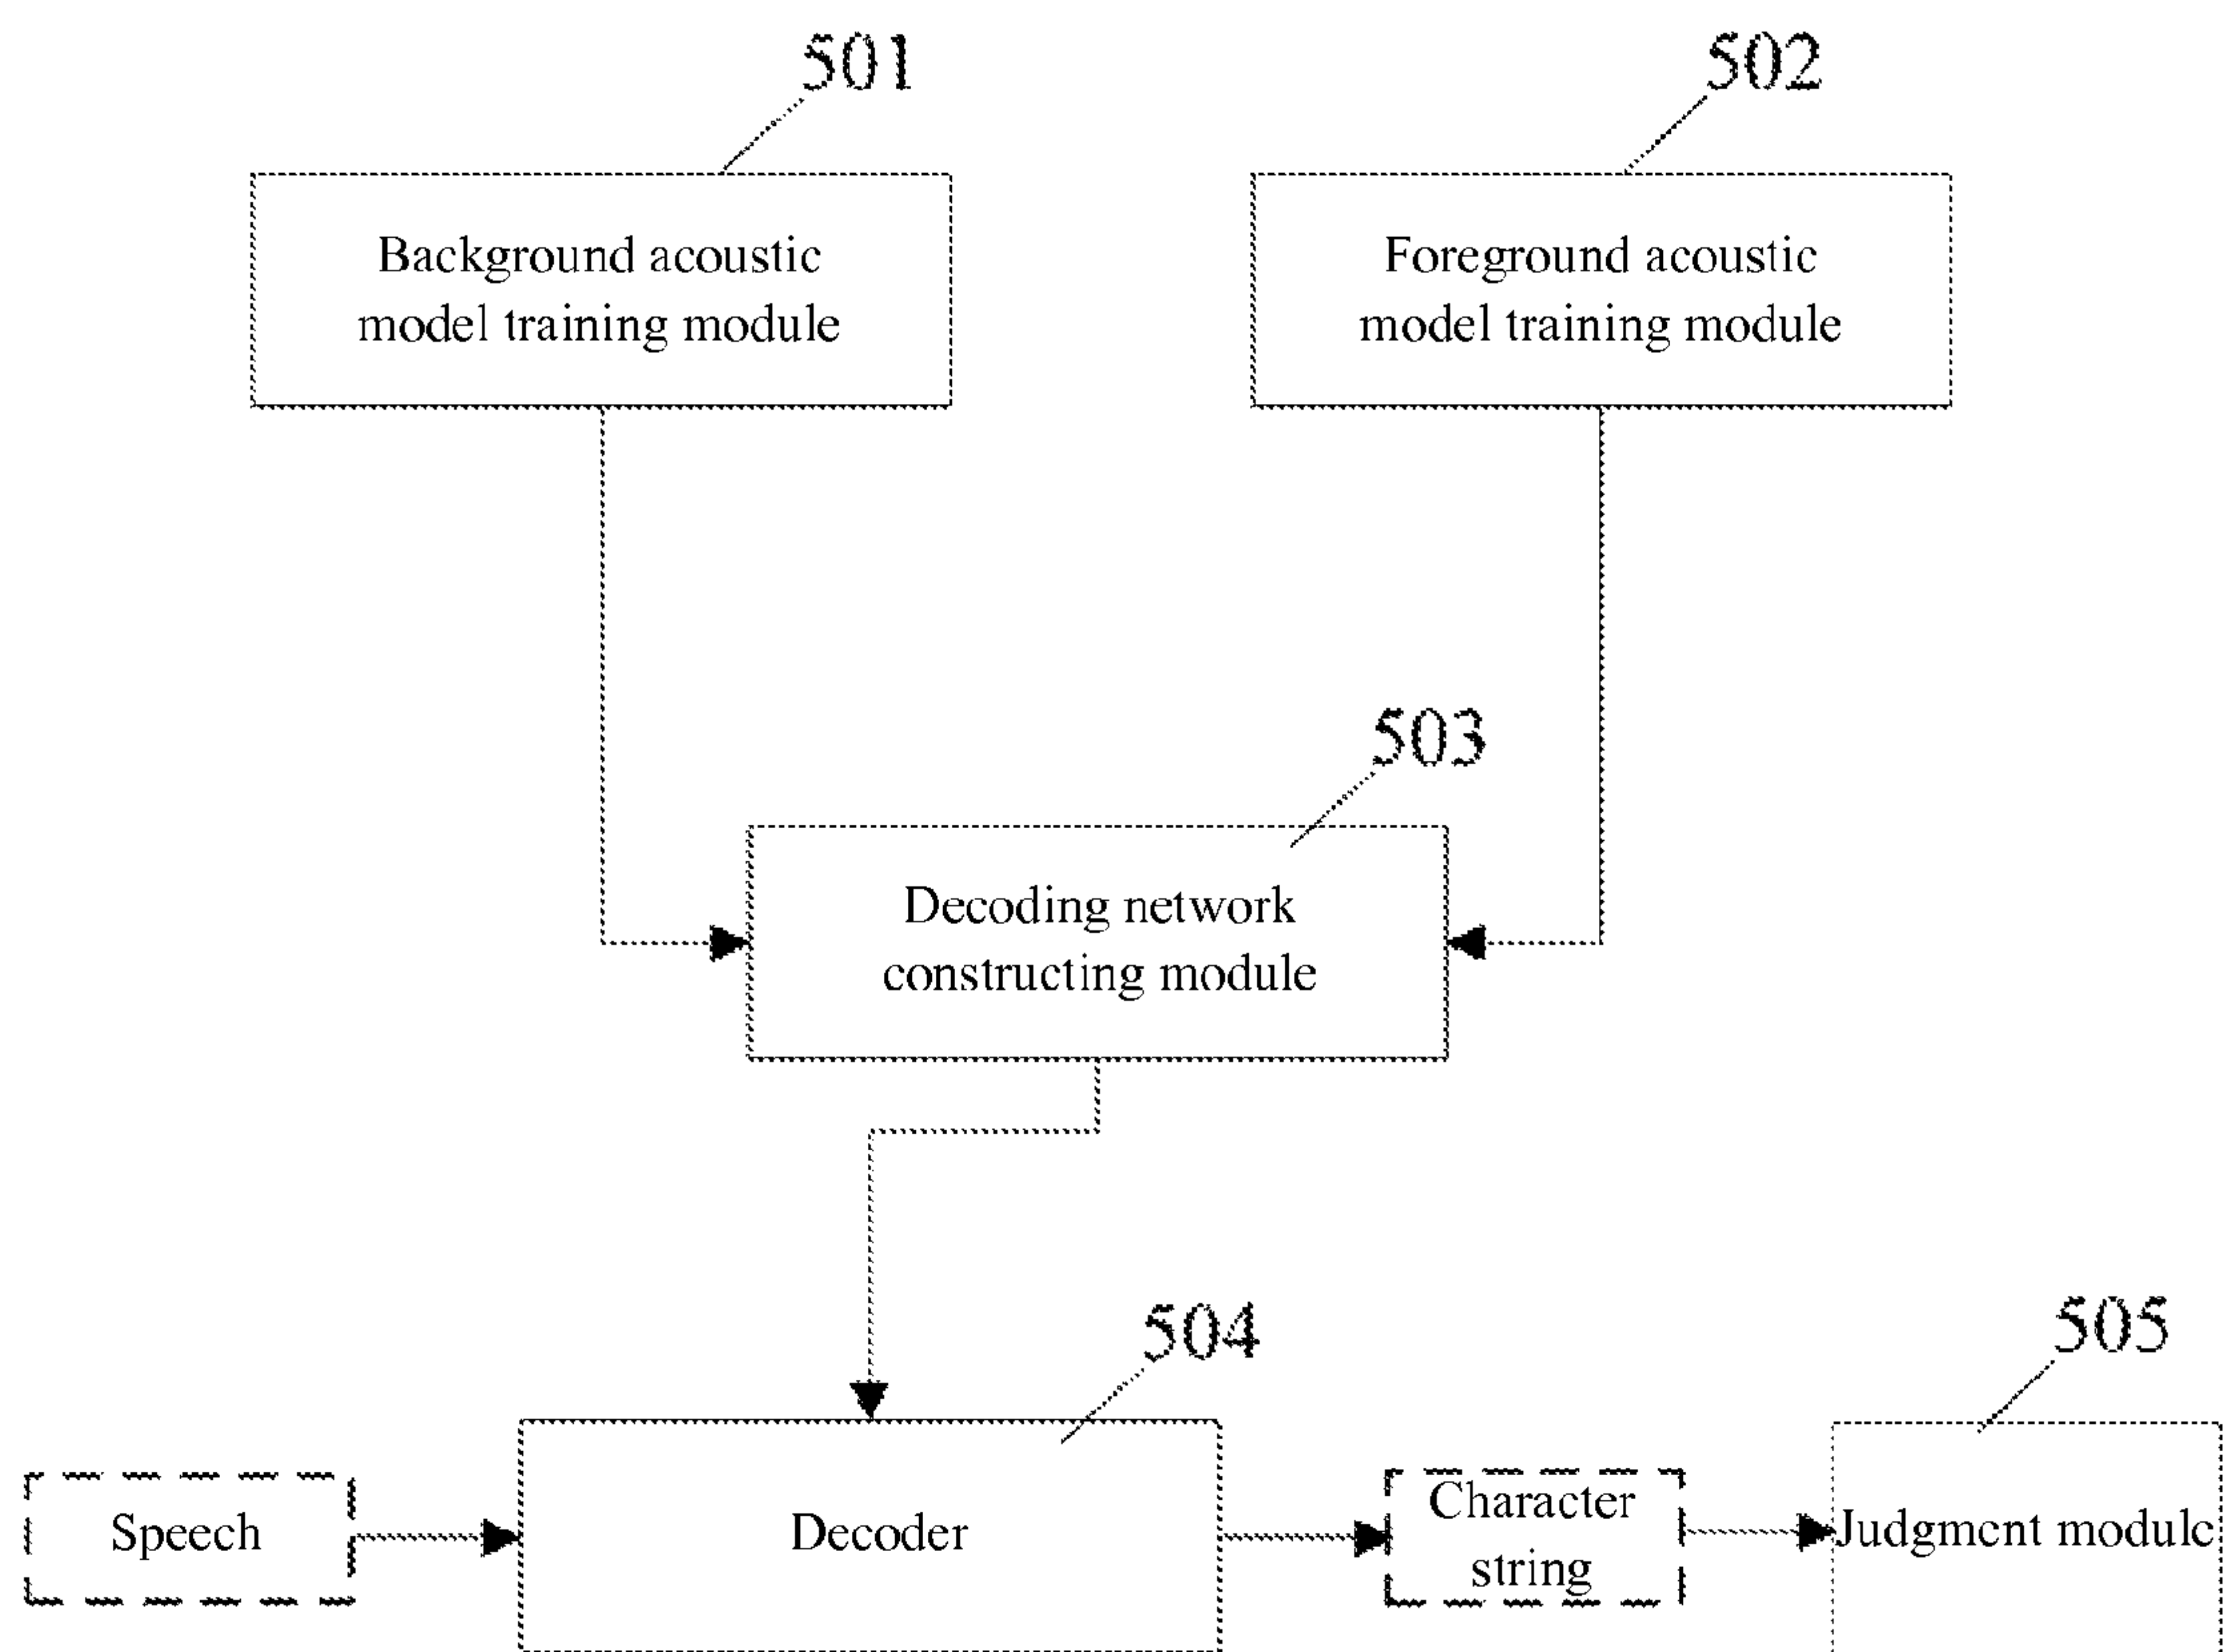 501
502
Background acoustic
model training module
Foreground acoustic
model training module
503
Decoding network
constructing module
504
505
Speech
Decoder
Character
string
Judgment module